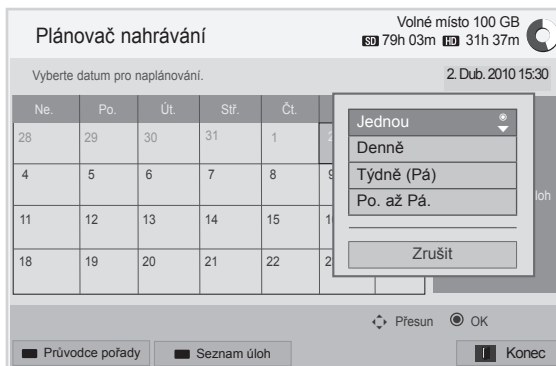 Plánovač nahrávání
Volné místo 100 GB
SD 79h 03m HD 31h 37m
Vyberte datum pro naplánování.
2. Dub. 2010 15:30
Ne. Po. Út. Stř. Čt.
28 29 30 31 1
4 5 6 7 8 9
11 12 13 14 15
18 19 20 21 22
Jednou
Denně
Týdně (Pá)
Po. až Pá.
Zrušit
Přesun OK
Průvodce pořady Seznam úloh Konec